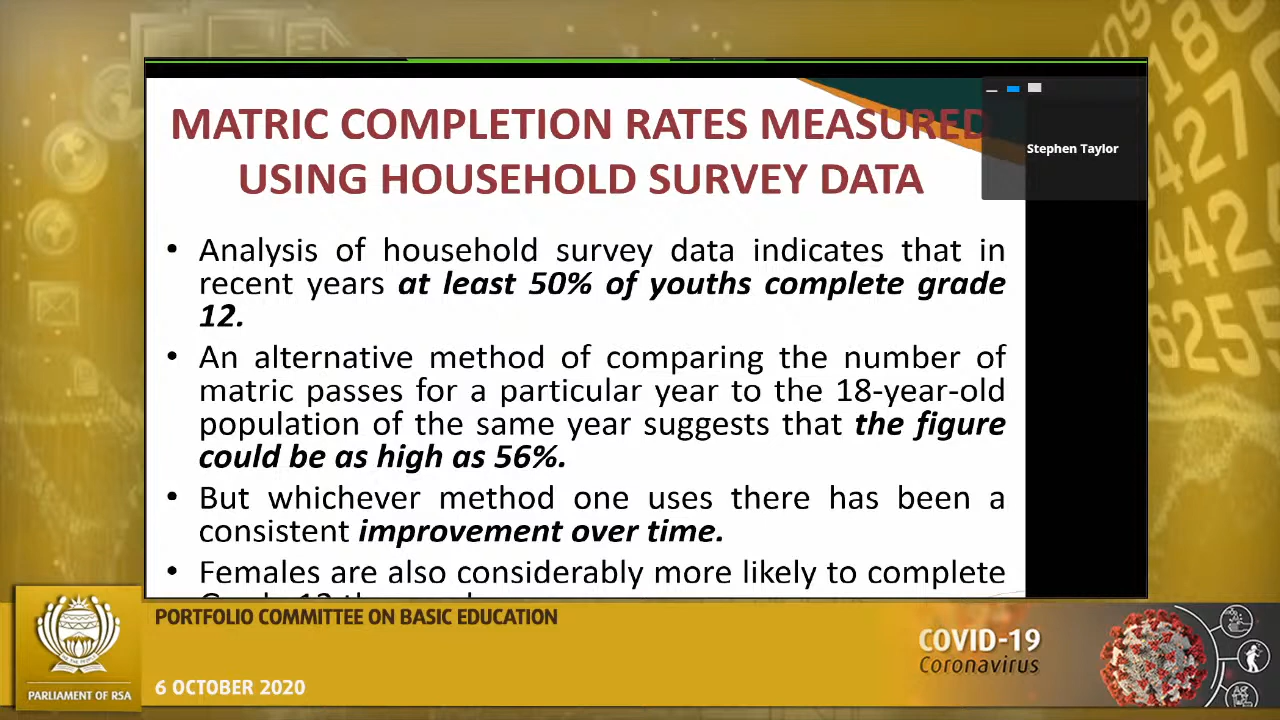 MATRIC COMPLETION RATES MEASURED
USING HOUSEHOLD SURVEY DATA
Stephen Taylor
• Analysis of household survey data indicates that in
recent years at least 50% of youths complete grade
12.
• An alternative method of comparing the number of
matric passes for a particular year to the 18-year-old
population of the same year suggests that the figure
could be as high as 56%.
• But whichever method one uses there has been a
consistent improvement over time.
• Females are also considerably more likely to complete
PORTFOLIO COMMITTEE ON BASIC EDUCATION
6 OCTOBER 2020
PARLIAMENT OF RSA
COVID-19
Coronavirus